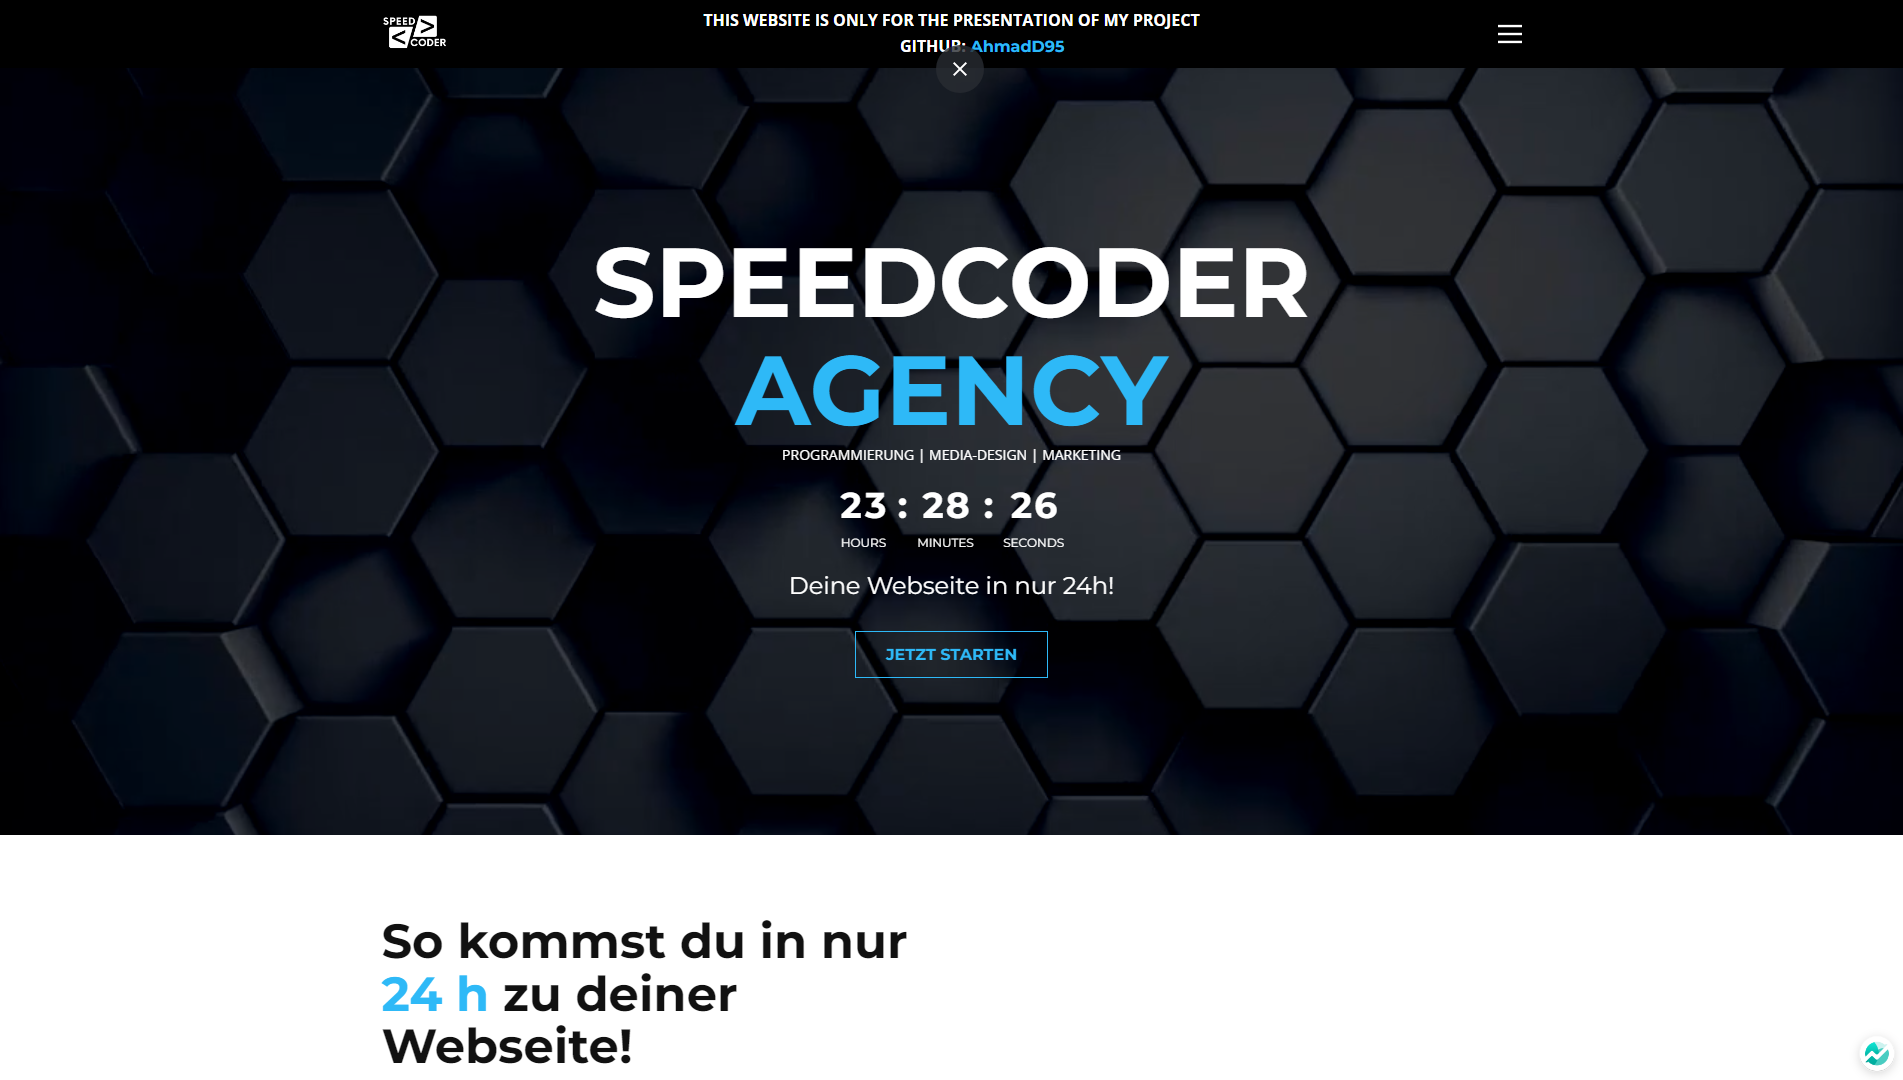 SPEED
CODER
THIS WEBSITE IS ONLY FOR THE PRESENTATION OF MY PROJECT
GITHUB: AhmadD95
SPEEDCODER
AGENCY
PROGRAMMIERUNG | MEDIA-DESIGN | MARKETING
23 : 28 : 26
HOURS MINUTES SECONDS
Deine Webseite in nur 24h!
JETZT STARTEN
So kommst du in nur
24 h zu deiner
Webseite!